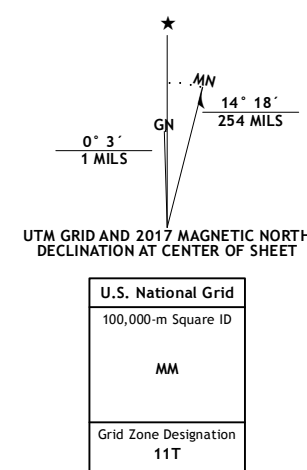 ★
MN
GN
14° 18´
254 MILS
0° 3´
1 MILS
UTM GRID AND 2017 MAGNETIC NORTH
DECLINATION AT CENTER OF SHEET
U.S. National Grid
100,000-m Square ID
MM
Grid Zone Designation
11T